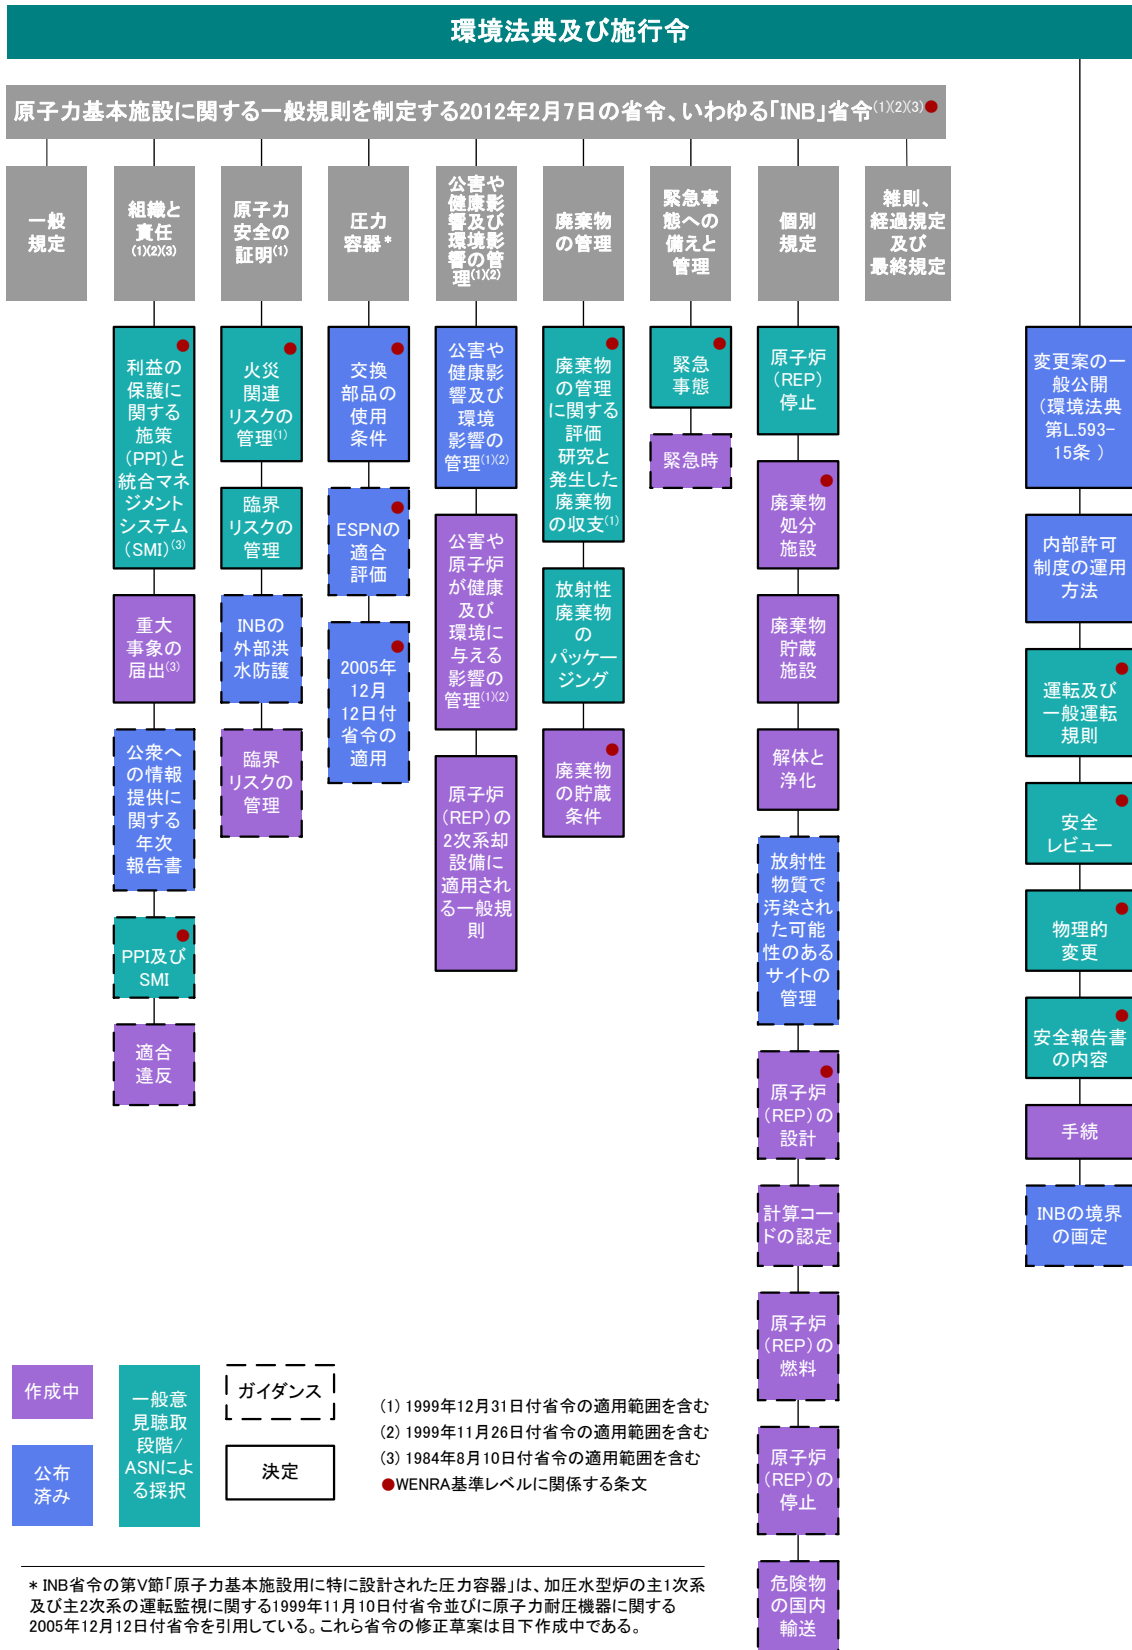 環境法典及び施行令
原子力基本施設に関する一般規則を制定する2012年2月7日の省令、いわゆる「INB」省令(1)(2)(3)●
一般
規定
組織と
責任
(1)(2)(3)
原子力
安全の
証明(1)
圧力
容器*
公害や
健康影
響及び
環境影
響の管
理(1)(2)
廃棄物
の管理
緊急事
態への
備えと
管理
個別
規定
雑則、
経過規定
及び
最終規定
利益の
保護に
関する
施策
(PPI)と
統合マネ
ジメント
システム
(SMI)(3)
重大
事象の
届出(3)
公衆へ
の情報
提供に
関する
年次
報告書
PPI及び
SMI
適合
違反
火災
関連
リスクの
管理(1)
臨界
リスクの
管理
INBの
外部洪
水防護
臨界
リスクの
管理
交換
部品の
使用
条件
ESPNの
適合
評価
2005年
12月
12日付
省令の
適用
公害や
健康影
響及び
環境
影響の
管理(1)(2)
公害や
原子炉
が健康
及び
環境に
与える
影響の
管理(1)(2)
原子炉
(REP)の
2次系却
設備に
適用され
る一般規
則
廃棄物
の管理
に関する
評価
研究と
発生した
廃棄物
の収支(1)
放射性
廃棄物
の
パッケー
ジング
廃棄物
の貯蔵
条件
緊急
事態
緊急時
原子炉
(REP)
停止
廃棄物
処分
施設
廃棄物
貯蔵
施設
解体と
浄化
放射性
物質で
汚染され
た可能
性のある
サイトの
管理
原子炉
(REP)の
設計
計算コー
ドの認定
原子炉
(REP)の
燃料
原子炉
(REP)の
停止
危険物
の国内
輸送
変更案の一
般公開
(環境法典
第L.593-
15条 )
内部許可
制度の運用
方法
運転及び
一般運転
規則
安全
レビュー
物理的
変更
安全報告書
の内容
手続
INBの境界
の画定
作成中
公布
済み
一般意
見聴取
段階/
ASNによ
る採択
ガイダンス
決定
(1) 1999年12月31日付省令の適用範囲を含む
(2) 1999年11月26日付省令の適用範囲を含む
(3) 1984年8月10日付省令の適用範囲を含む
●WENRA基準レベルに関係する条文
* INB省令の第V節「原子力基本施設用に特に設計された圧力容器」は、加圧水型炉の主1次系
及び主2次系の運転監視に関する1999年11月10日付省令並びに原子力耐圧機器に関する
2005年12月12日付省令を引用している。これら省令の修正草案は目下作成中である。